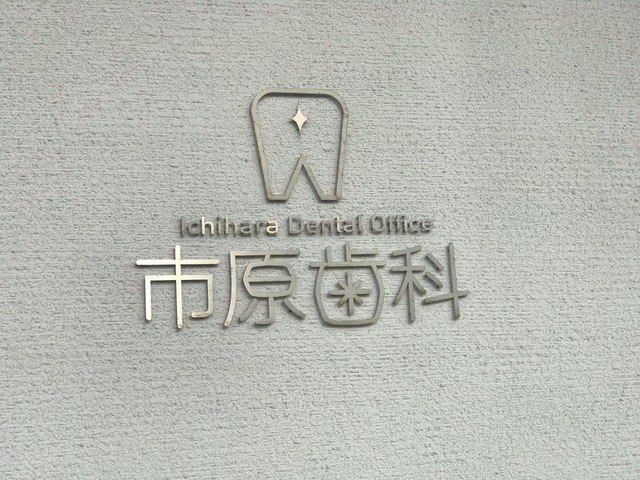 Ichihara Dental Office
市原歯科